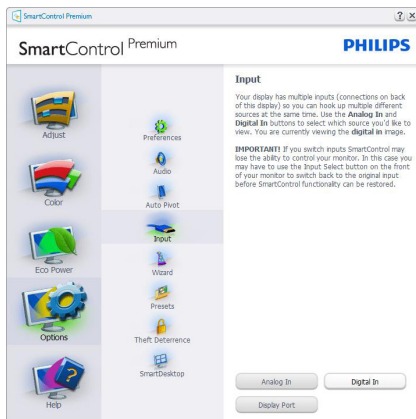 SmartControl Premium
SmartControl Premium
PHILIPS
Adjust
Color
Eco Power
Options
Help
Preferences
Audio
Auto Pivot
Input
Wizard
Presets
Theft Deterrence
SmartDesktop
Input
Your display has multiple inputs (connections on back
of this display) so you can hook up multiple different
sources at the same time. Use the Analog In and
Digital In buttons to select which source you'd like to
view. You are currently viewing the digital in image.
IMPORTANT! If you switch inputs SmartControl may
lose the ability to control your monitor. In this case you
may have to use the Input Select button on the front
of your monitor to switch back to the original input
before SmartControl functionality can be restored.
Analog In
Digital In
Display Port